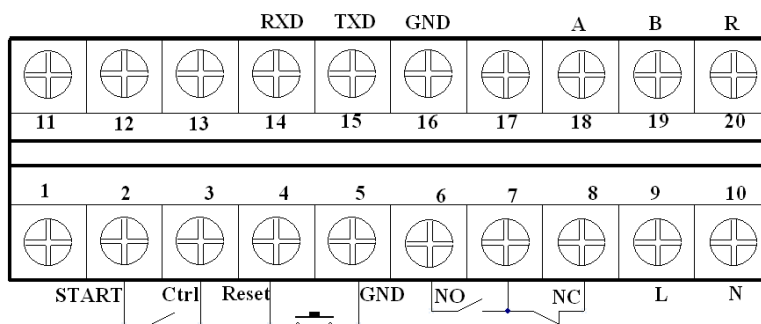 RXD TXD GND A B R
11 12 13 14 15 16 17 18 19 20
1 2 3 4 5 6 7 8 9 10
START Ctrl Reset GND NO NC L N